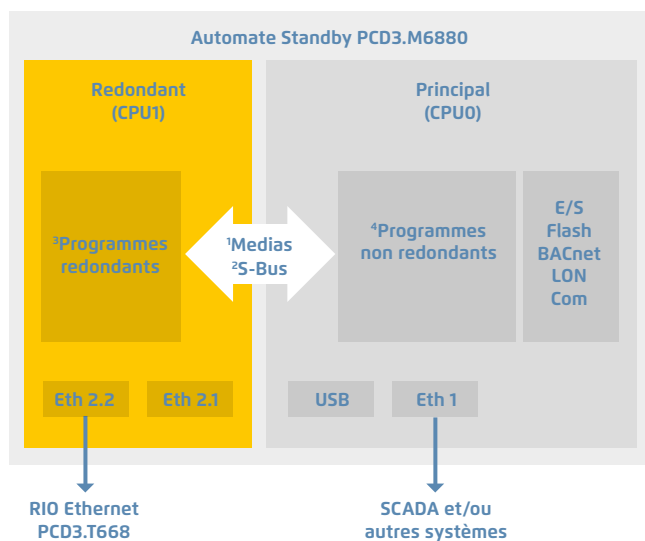 Automate Standby PCD3.M6880
Redondant
(CPU1)
Principal
(CPU0)
³Programmes
redondants
¹Medias
²S-Bus
⁴Programmes
non redondants
E/S
Flash
BACnet
LON
Com
Eth 2.2
Eth 2.1
USB
Eth 1
RIO Ethernet
PCD3.T668
SCADA et/ou
autres systèmes